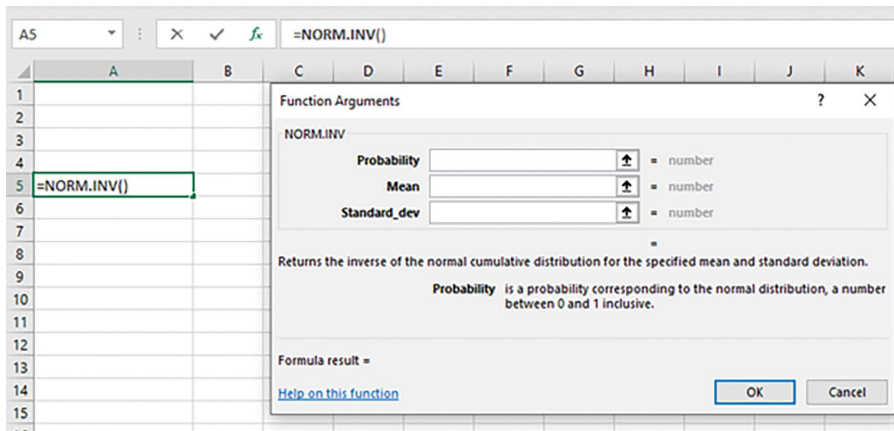 A5 =NORM.INV()
A B C D E F G H I J K
Function Arguments ? 
1
2
NORM.INV
3
Probability = number
4
5 =NORM.INV()
Mean = number
6
Standard_dev = number
7
=
8
Returns the inverse of the normal cumulative distribution for the specified mean and standard deviation.
9
Probability is a probability corresponding to the normal distribution, a number
10
between 0 and 1 inclusive.
11
12
13
Formula result =
14
Help on this function OK Cancel
15